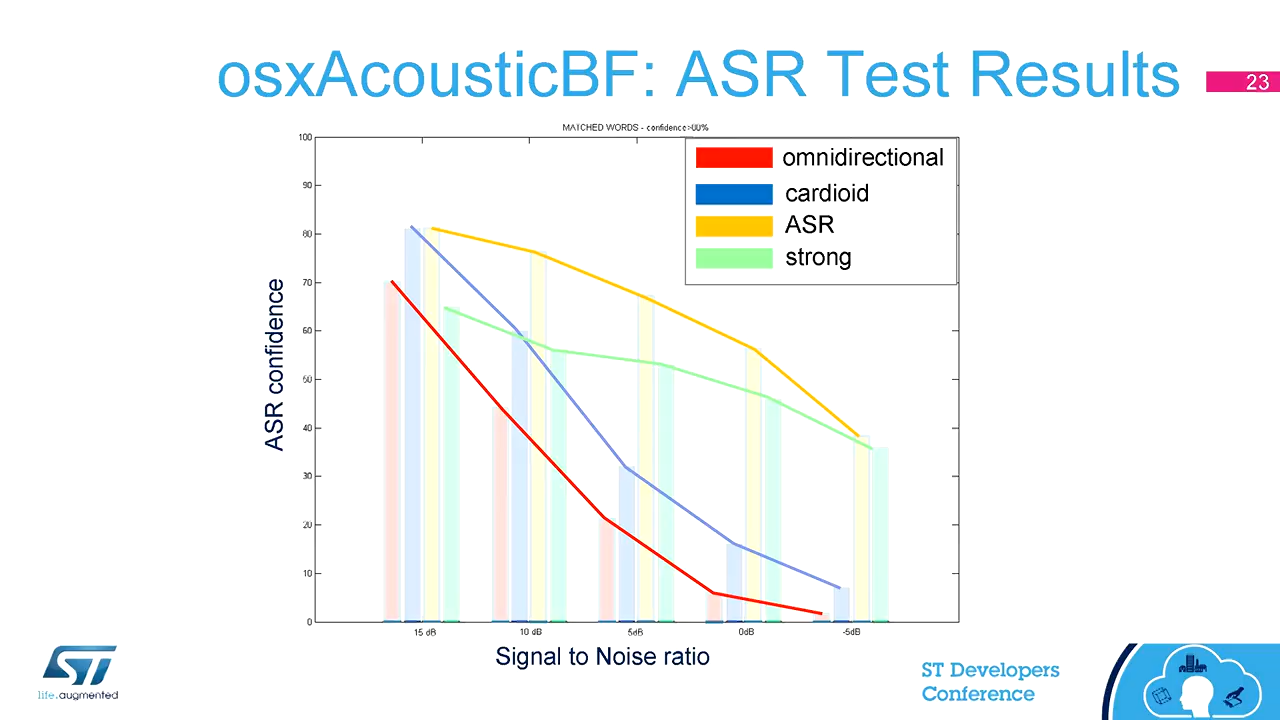 osxAcousticBF: ASR Test Results
23
MATCHED WORDS - confidence>00%
omnidirectional
cardioid
ASR
strong
100
90
80
70
60
50
40
30
20
10
0
ASR confidence
15 dB
10 dB
5dB
0dB
-5dB
Signal to Noise ratio
ST
life.augmented
ST Developers
Conference